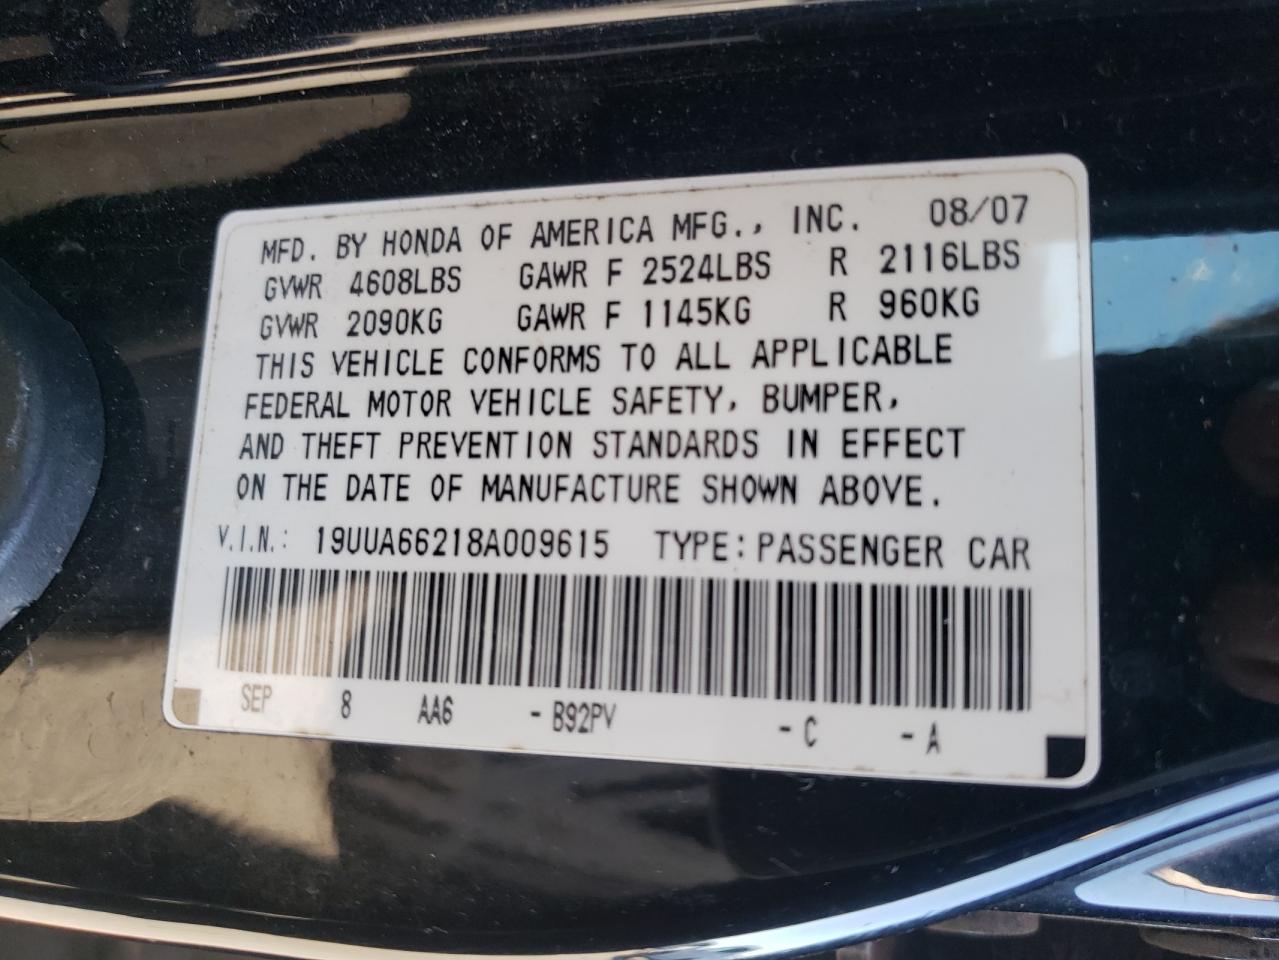 MFD. BY HONDA OF AMERICA MFG., INC. 08/07
GVWR 4608LBS GAWR F 2524LBS R 2116LBS
GVWR 2090KG GAWR F 1145KG R 960KG
THIS VEHICLE CONFORMS TO ALL APPLICABLE
FEDERAL MOTOR VEHICLE SAFETY, BUMPER,
AND THEFT PREVENTION STANDARDS IN EFFECT
ON THE DATE OF MANUFACTURE SHOWN ABOVE.
V.I.N.: 19UUA66218A009615 TYPE: PASSENGER CAR
SEP 8 AA6 - B92PV - C - A